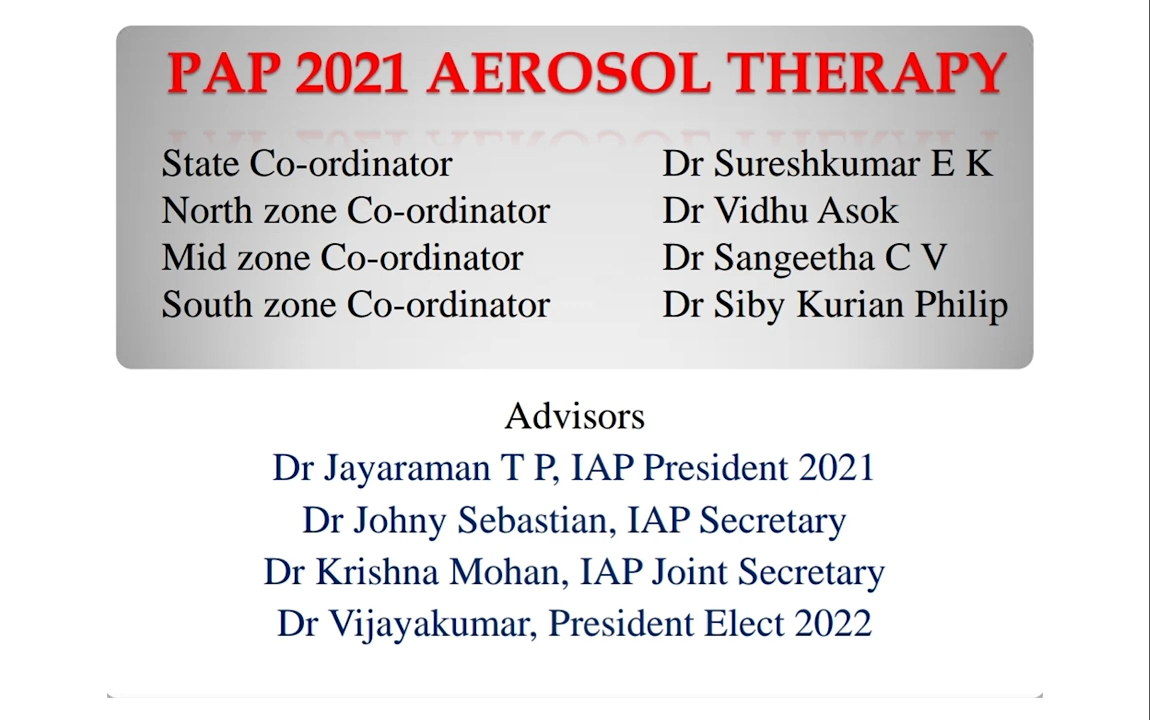 PAP 2021 AEROSOL THERAPY
State Co-ordinator Dr Sureshkumar E K
North zone Co-ordinator Dr Vidhu Asok
Mid zone Co-ordinator Dr Sangeetha C V
South zone Co-ordinator Dr Siby Kurian Philip
Advisors
Dr Jayaraman T P, IAP President 2021
Dr Johny Sebastian, IAP Secretary
Dr Krishna Mohan, IAP Joint Secretary
Dr Vijayakumar, President Elect 2022